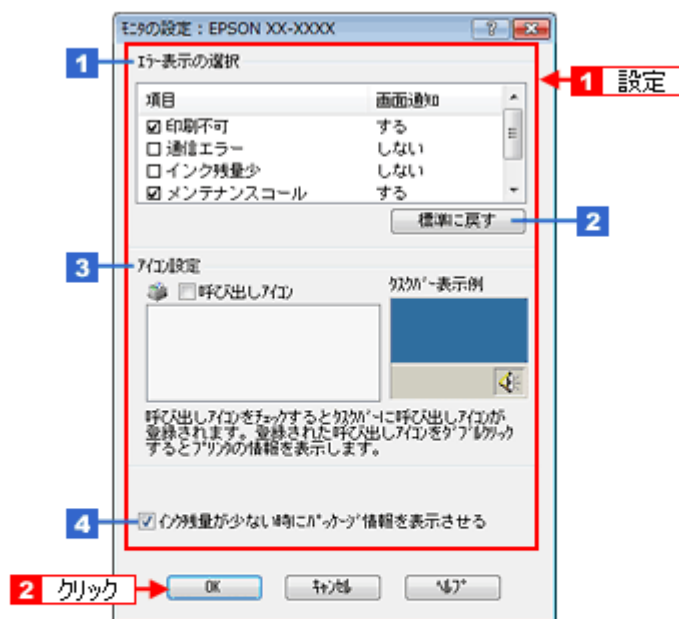 ﾓﾆﾀの設定：EPSON XX-XXXX
1 ｴﾗｰ表示の選択
1 設定
項目 画面通知
印刷不可 する
通信エラー しない
インク残量少 しない
メンテナンスコール する
標準に戻す 2
3 ｱｲｺﾝ設定
呼び出しｱｲｺﾝ ﾀｽｸﾊﾞｰ表示例
呼び出しｱｲｺﾝをﾁｪｯｸするとﾀｽｸﾊﾞｰに呼び出しｱｲｺﾝが
登録されます。登録された呼び出しｱｲｺﾝをﾀﾞﾌﾞﾙｸﾘｯｸ
するとﾌﾟﾘﾝﾀの情報を表示します。
4 ｲﾝｸ残量が少ない時にﾊﾟｯｹｰｼﾞ情報を表示させる
2 クリック OK ｷｬﾝｾﾙ ﾍﾙﾌﾟ